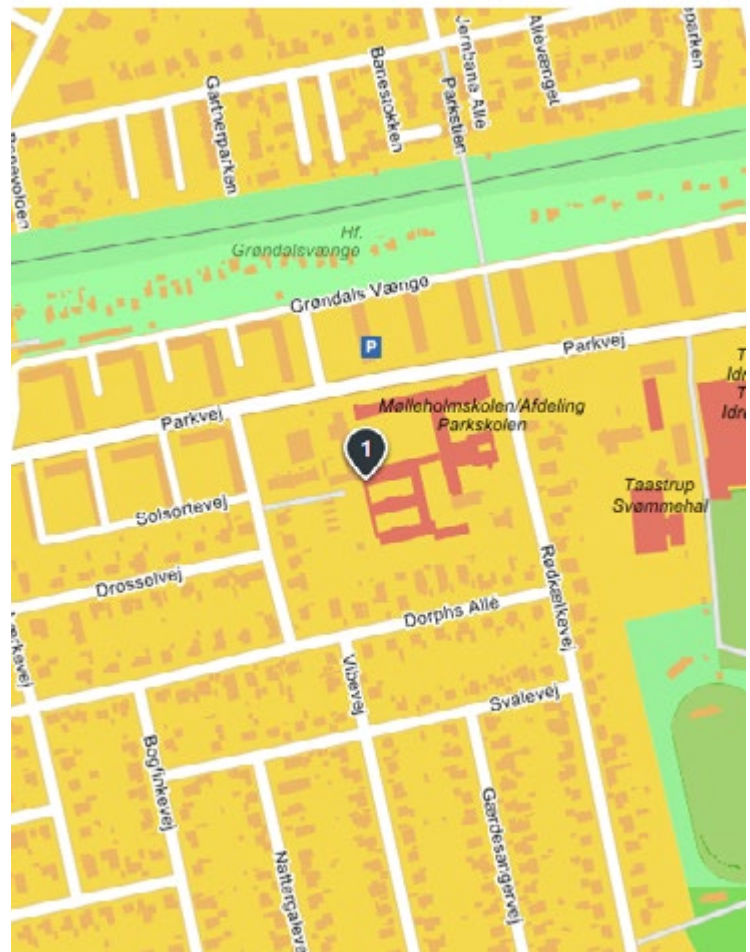 Jernbane Allé
Parkstien
Allévænget
Banestokken
Gartnerparken
Hf.
Grøndalsvænge
Grøndals Vænge
P
Parkvej
Mølleholmskolen/Afdeling
Parkskolen
Parkvej
1
Taastrup
Svømmehal
Solsortevej
Drosselvej
Rødkælkevej
Dorphs Allé
Vibevej
Svalevej
Bogfinkevej
Gærdesangervej
Nattergaleve